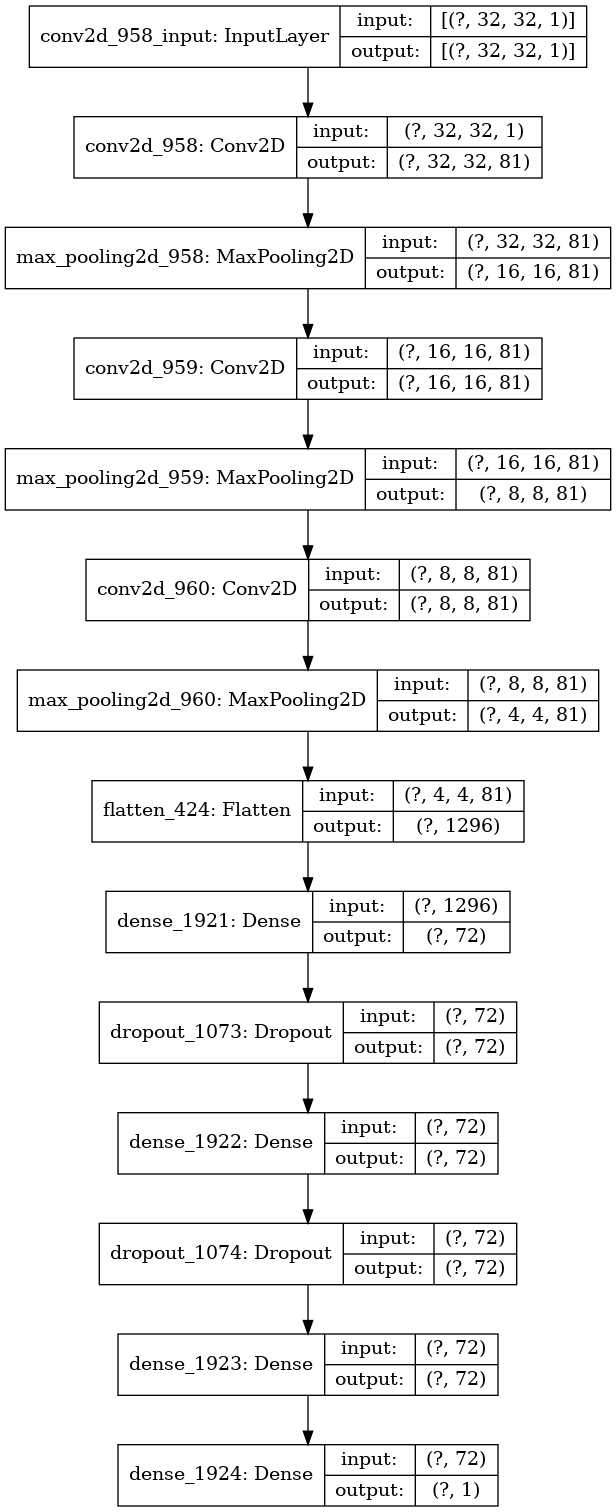 conv2d_958_input: InputLayer
input: [(?, 32, 32, 1)]
output: [(?, 32, 32, 1)]
conv2d_958: Conv2D
input: (?, 32, 32, 1)
output: (?, 32, 32, 81)
max_pooling2d_958: MaxPooling2D
input: (?, 32, 32, 81)
output: (?, 16, 16, 81)
conv2d_959: Conv2D
input: (?, 16, 16, 81)
output: (?, 16, 16, 81)
max_pooling2d_959: MaxPooling2D
input: (?, 16, 16, 81)
output: (?, 8, 8, 81)
conv2d_960: Conv2D
input: (?, 8, 8, 81)
output: (?, 8, 8, 81)
max_pooling2d_960: MaxPooling2D
input: (?, 8, 8, 81)
output: (?, 4, 4, 81)
flatten_424: Flatten
input: (?, 4, 4, 81)
output: (?, 1296)
dense_1921: Dense
input: (?, 1296)
output: (?, 72)
dropout_1073: Dropout
input: (?, 72)
output: (?, 72)
dense_1922: Dense
input: (?, 72)
output: (?, 72)
dropout_1074: Dropout
input: (?, 72)
output: (?, 72)
dense_1923: Dense
input: (?, 72)
output: (?, 72)
dense_1924: Dense
input: (?, 72)
output: (?, 1)